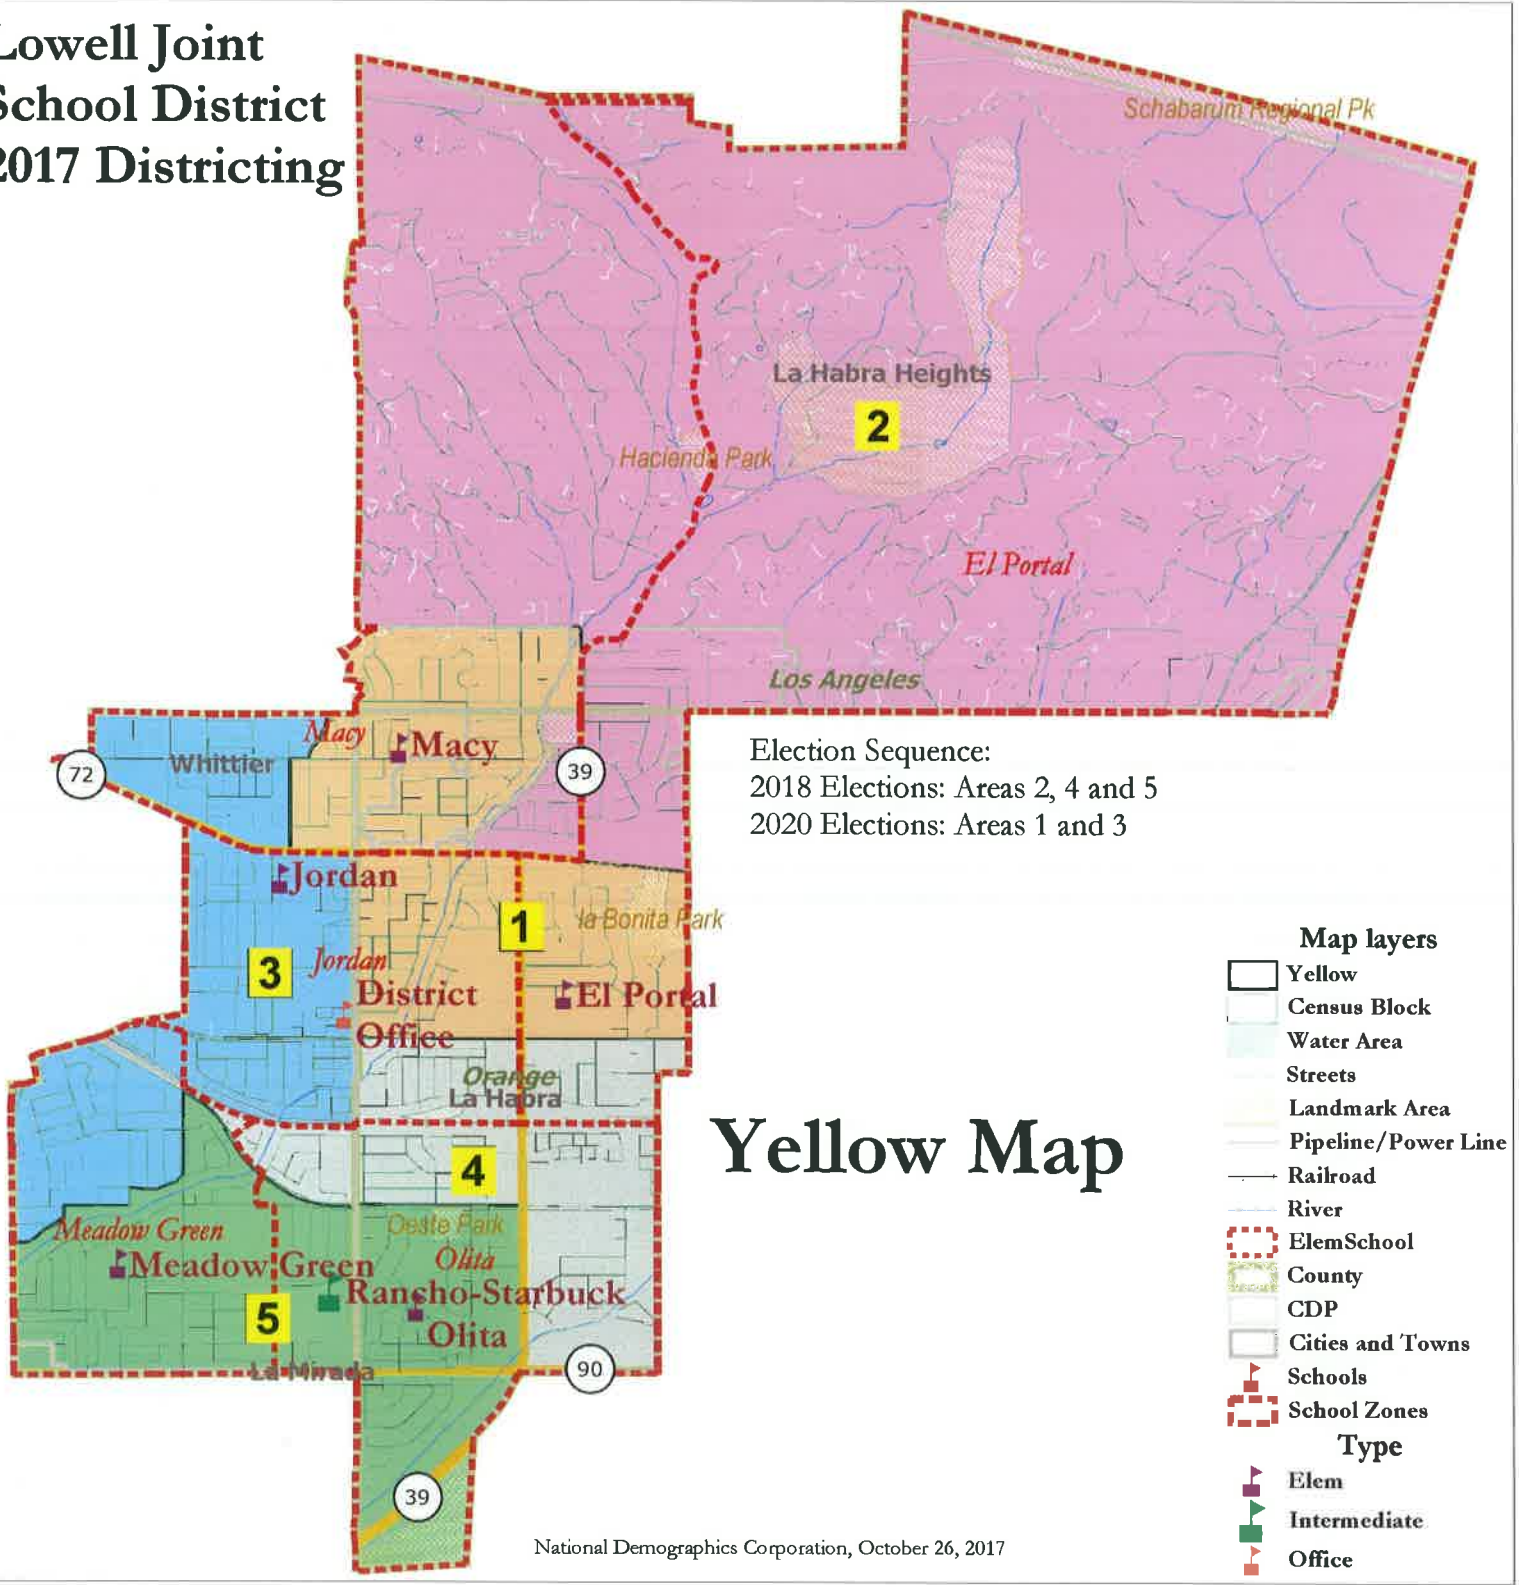 Lowell Joint
School District
2017 Districting
Schabarum Regional Pk
La Habra Heights
2
Hacienda Park
El Portal
Los Angeles
Macy
Macy
Whittier
72
39
Election Sequence:
2018 Elections: Areas 2, 4 and 5
2020 Elections: Areas 1 and 3
Jordan
1
la Bonita Park
3
Jordan
District
Office
El Portal
Orange
La Habra
Yellow Map
4
Meadow Green
Oeste Park
Olita
Meadow Green
Rancho-Starbuck
5
Olita
La Mirada
90
39
National Demographics Corporation, October 26, 2017
Map layers
Yellow
Census Block
Water Area
Streets
Landmark Area
Pipeline/Power Line
Railroad
River
ElemSchool
County
CDP
Cities and Towns
Schools
School Zones
Type
Elem
Intermediate
Office